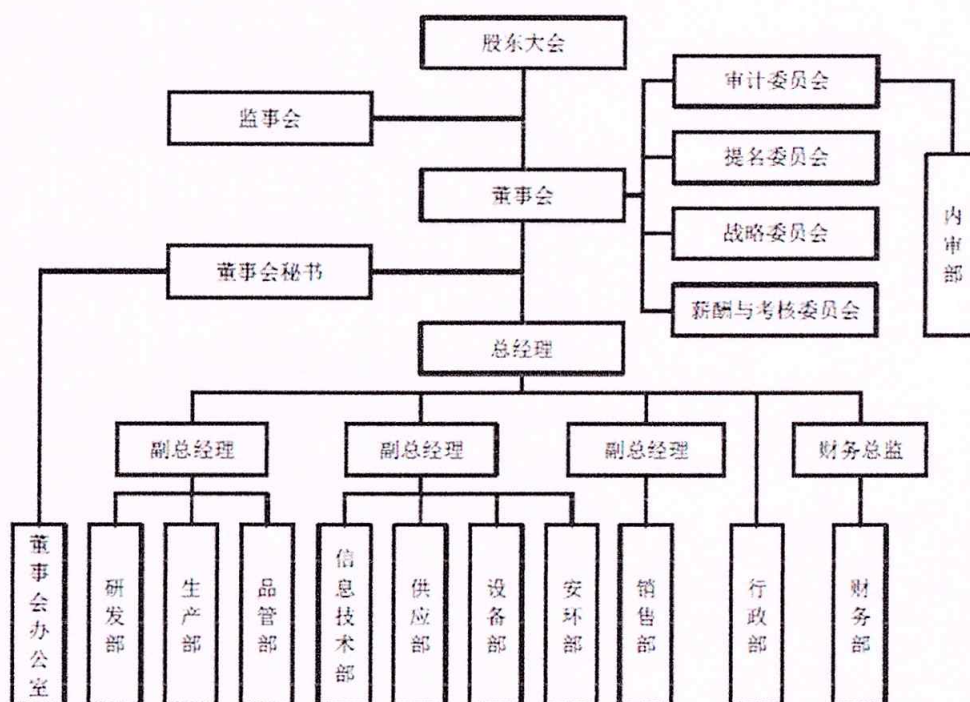 股东大会
审计委员会
监事会
提名委员会
董事会
战略委员会
内审部
董事会秘书
薪酬与考核委员会
总经理
副总经理
副总经理
副总经理
财务总监
董事会办公室
研发部
生产部
品管部
信息技术部
供应部
设备部
安环部
销售部
行政部
财务部